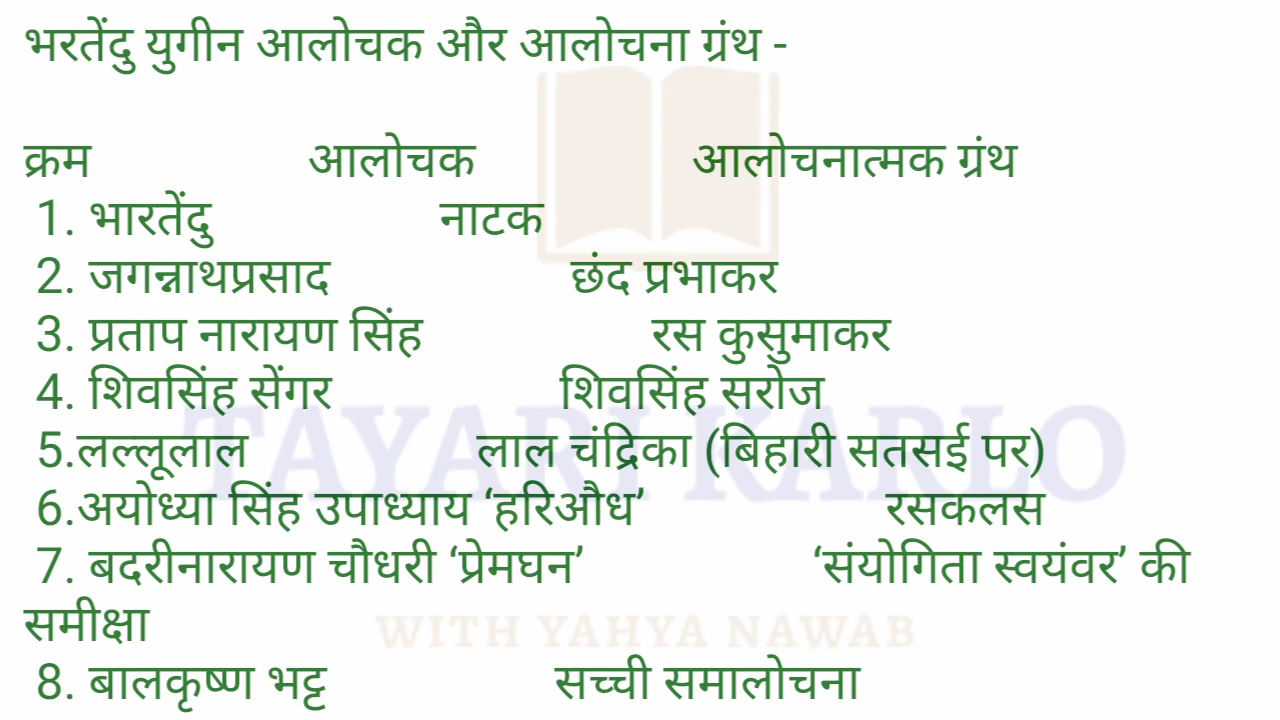 भरतेंदु युगीन आलोचक और आलोचना ग्रंथ -
क्रम आलोचक आलोचनात्मक ग्रंथ
1. भारतेंदु नाटक
2. जगन्नाथप्रसाद छंद प्रभाकर
3. प्रताप नारायण सिंह रस कुसुमाकर
4. शिवसिंह सेंगर शिवसिंह सरोज
TAYARI KARLO
5.लल्लूलाल लाल चंद्रिका (बिहारी सतसई पर)
6.अयोध्या सिंह उपाध्याय ‘हरिऔध’ रसकलस
7. बदरीनारायण चौधरी ‘प्रेमघन’ ‘संयोगिता स्वयंवर’ की
समीक्षा
WITH YAHYA NAWAB
8. बालकृष्ण भट्ट सच्ची समालोचना